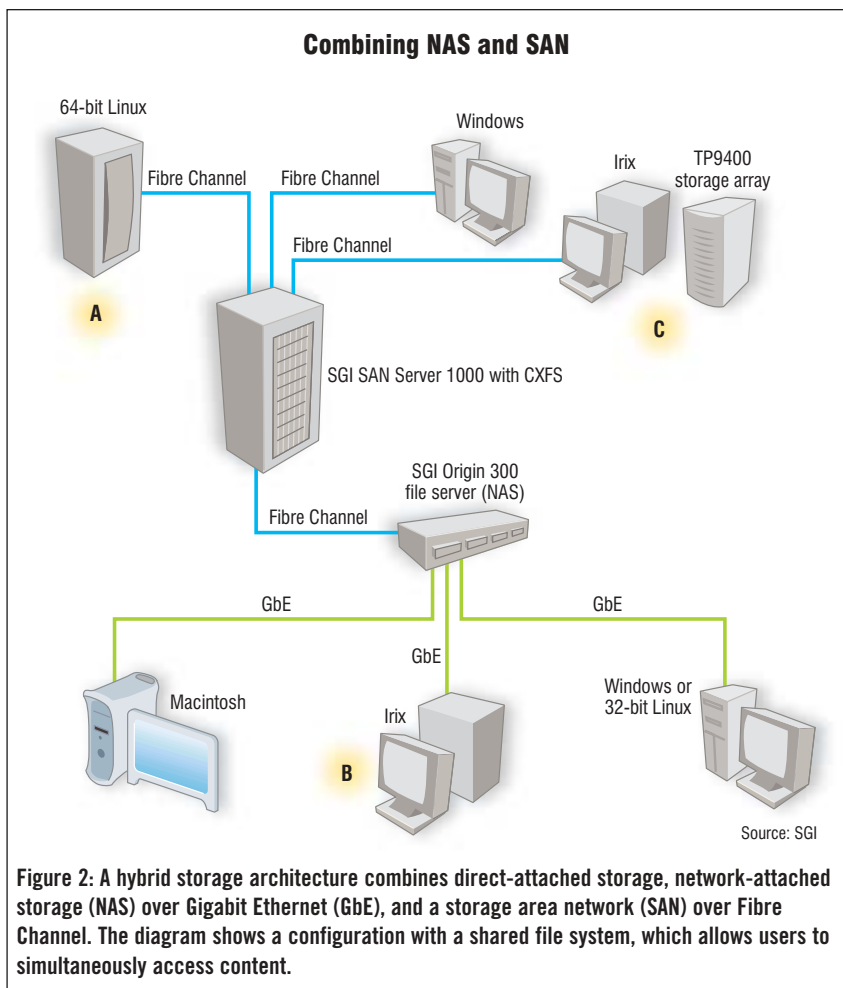 Combining NAS and SAN
64-bit Linux
Windows
Irix
TP9400
storage array
Fibre Channel
Fibre Channel
Fibre Channel
A
C
SGI SAN Server 1000 with CXFS
SGI Origin 300
file server (NAS)
Fibre Channel
GbE
GbE
GbE
Macintosh
Irix
Windows or
32-bit Linux
B
Source: SGI
Figure 2: A hybrid storage architecture combines direct-attached storage, network-attached
storage (NAS) over Gigabit Ethernet (GbE), and a storage area network (SAN) over Fibre
Channel. The diagram shows a configuration with a shared file system, which allows users to
simultaneously access content.